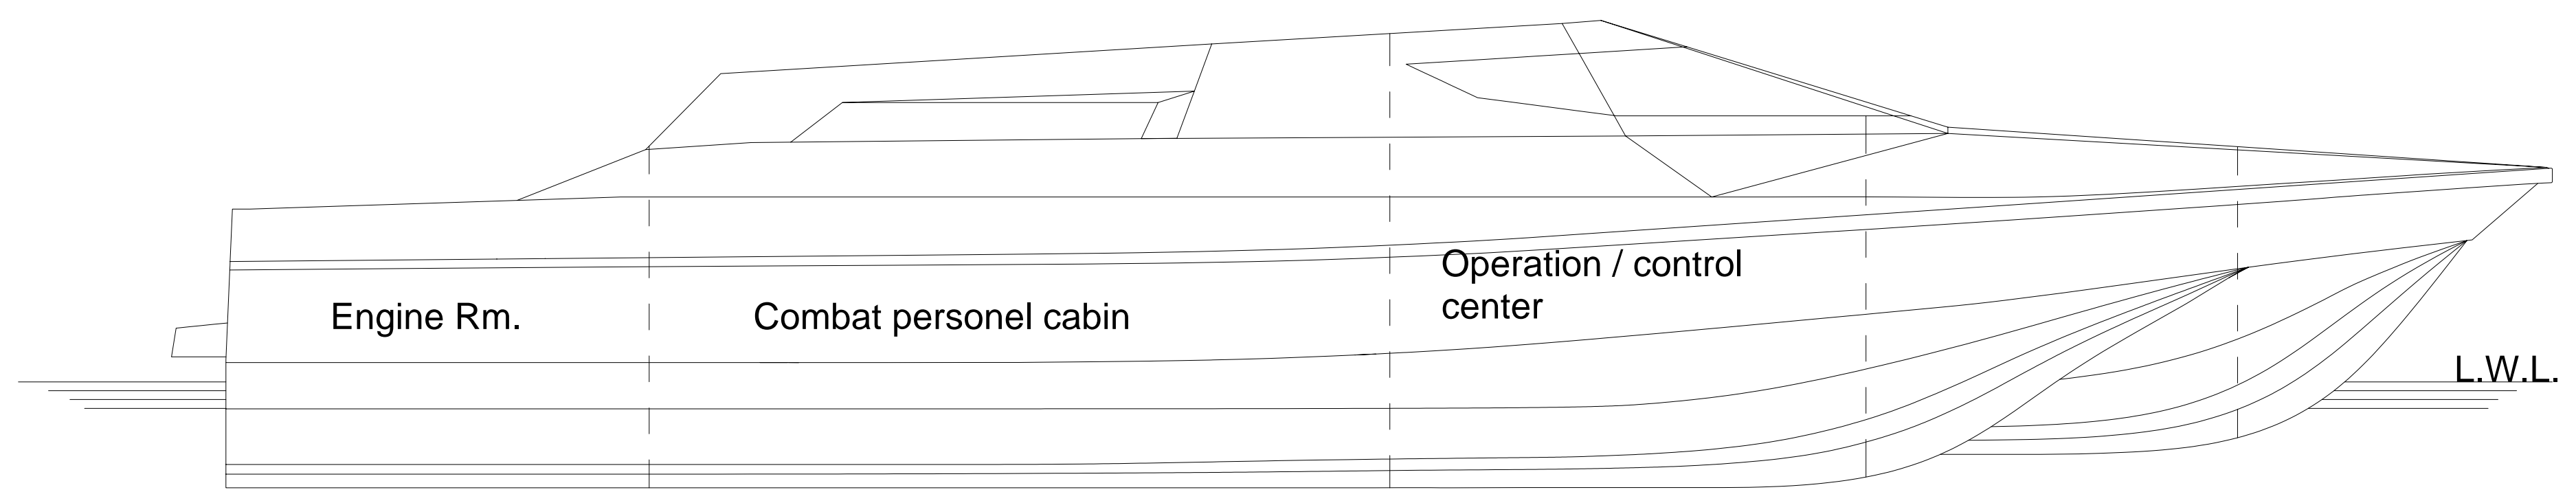 Engine Rm.
Combat personel cabin
Operation / control
center
L.W.L.